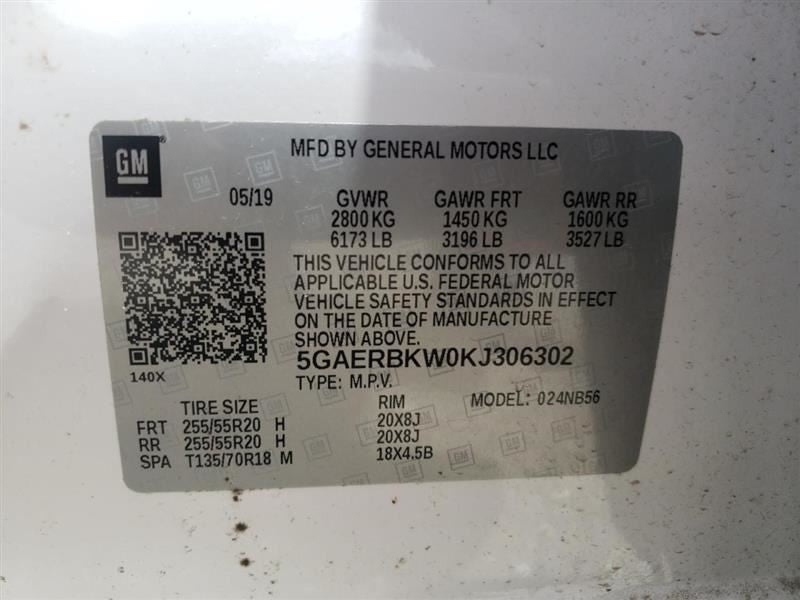 GM
MFD BY GENERAL MOTORS LLC
05/19 GVWR GAWR FRT GAWR RR
2800 KG 1450 KG 1600 KG
6173 LB 3196 LB 3527 LB
THIS VEHICLE CONFORMS TO ALL
APPLICABLE U.S. FEDERAL MOTOR
VEHICLE SAFETY STANDARDS IN EFFECT
ON THE DATE OF MANUFACTURE
SHOWN ABOVE.
140X
5GAERBKW0KJ306302
TYPE: M.P.V. MODEL: 024NB56
TIRE SIZE RIM
FRT 255/55R20 H 20X8J
RR 255/55R20 H 20X8J
SPA T135/70R18 M 18X4.5B